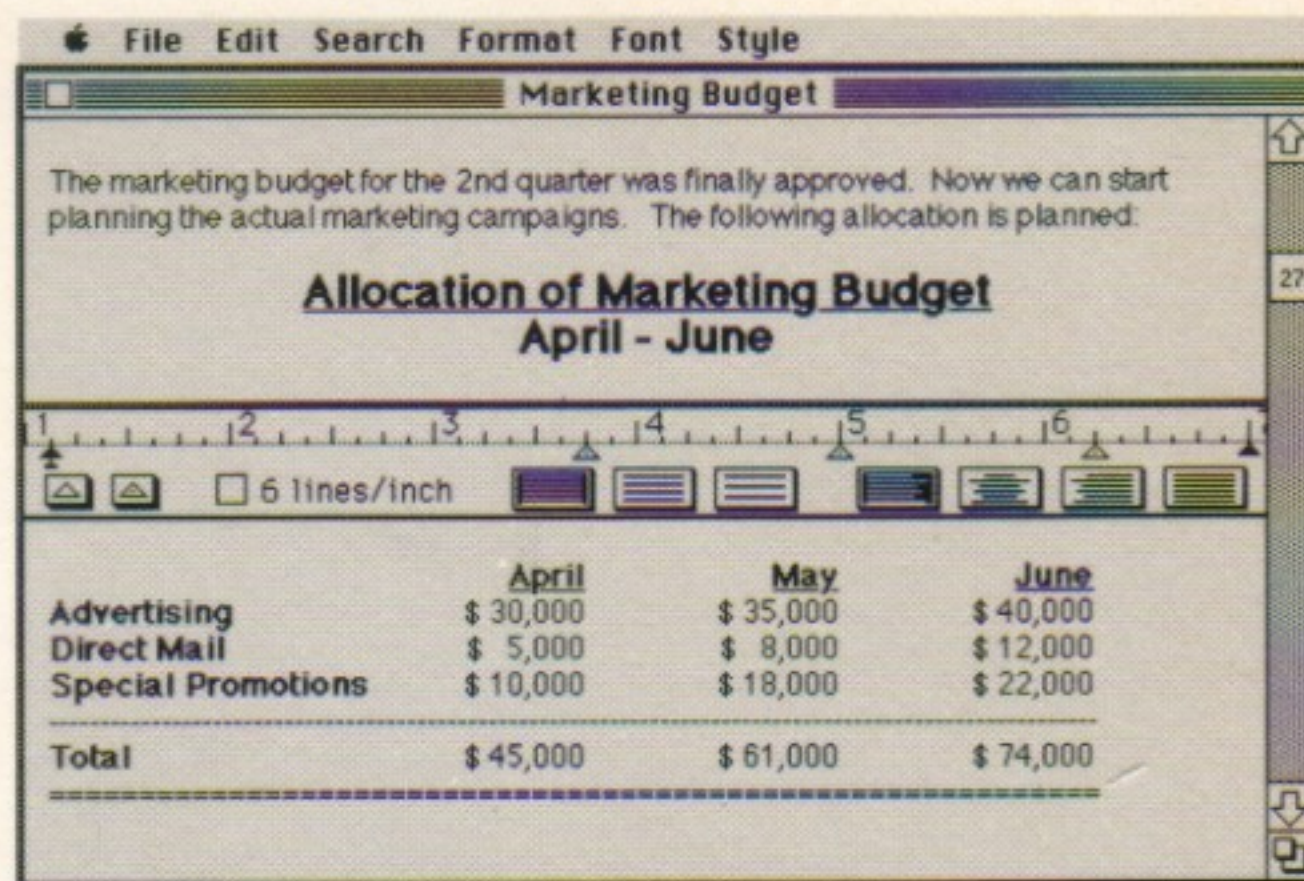 File Edit Search Format Font Style
Marketing Budget
The marketing budget for the 2nd quarter was finally approved. Now we can start
planning the actual marketing campaigns. The following allocation is planned:
Allocation of Marketing Budget
April - June
27
1 2 3 4 5 6
6 lines/inch
April May June
Advertising $ 30,000 $ 35,000 $ 40,000
Direct Mail $ 5,000 $ 8,000 $ 12,000
Special Promotions $ 10,000 $ 18,000 $ 22,000
Total $ 45,000 $ 61,000 $ 74,000